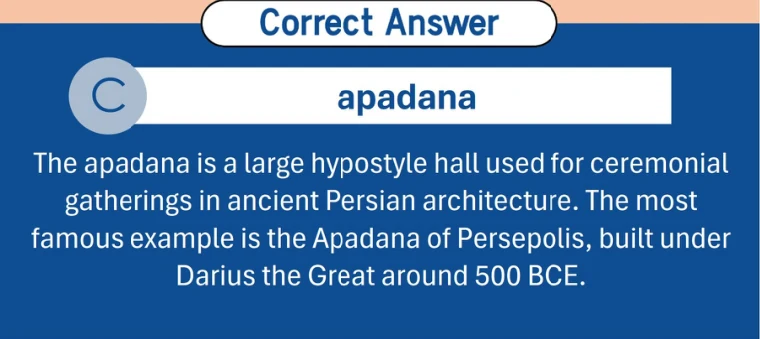 Correct Answer
C
apadana
The apadana is a large hypostyle hall used for ceremonial
gatherings in ancient Persian architecture. The most
famous example is the Apadana of Persepolis, built under
Darius the Great around 500 BCE.